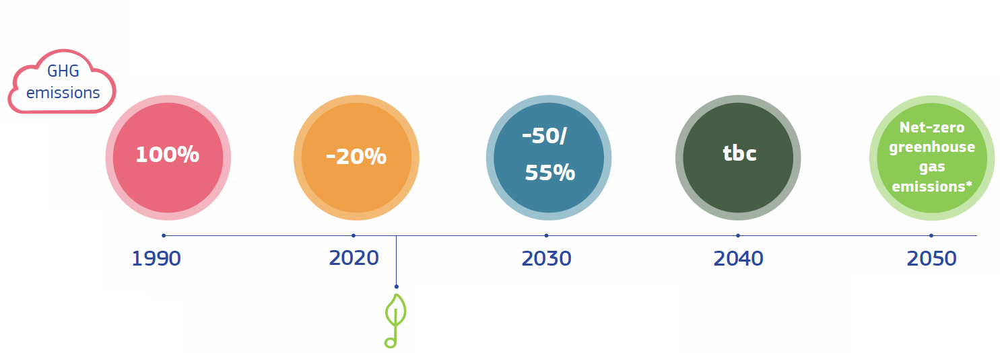 GHG
emissions
100%
-20%
-50/
55%
tbc
Net-zero
greenhouse
gas
emissions*
1990
2020
2030
2040
2050